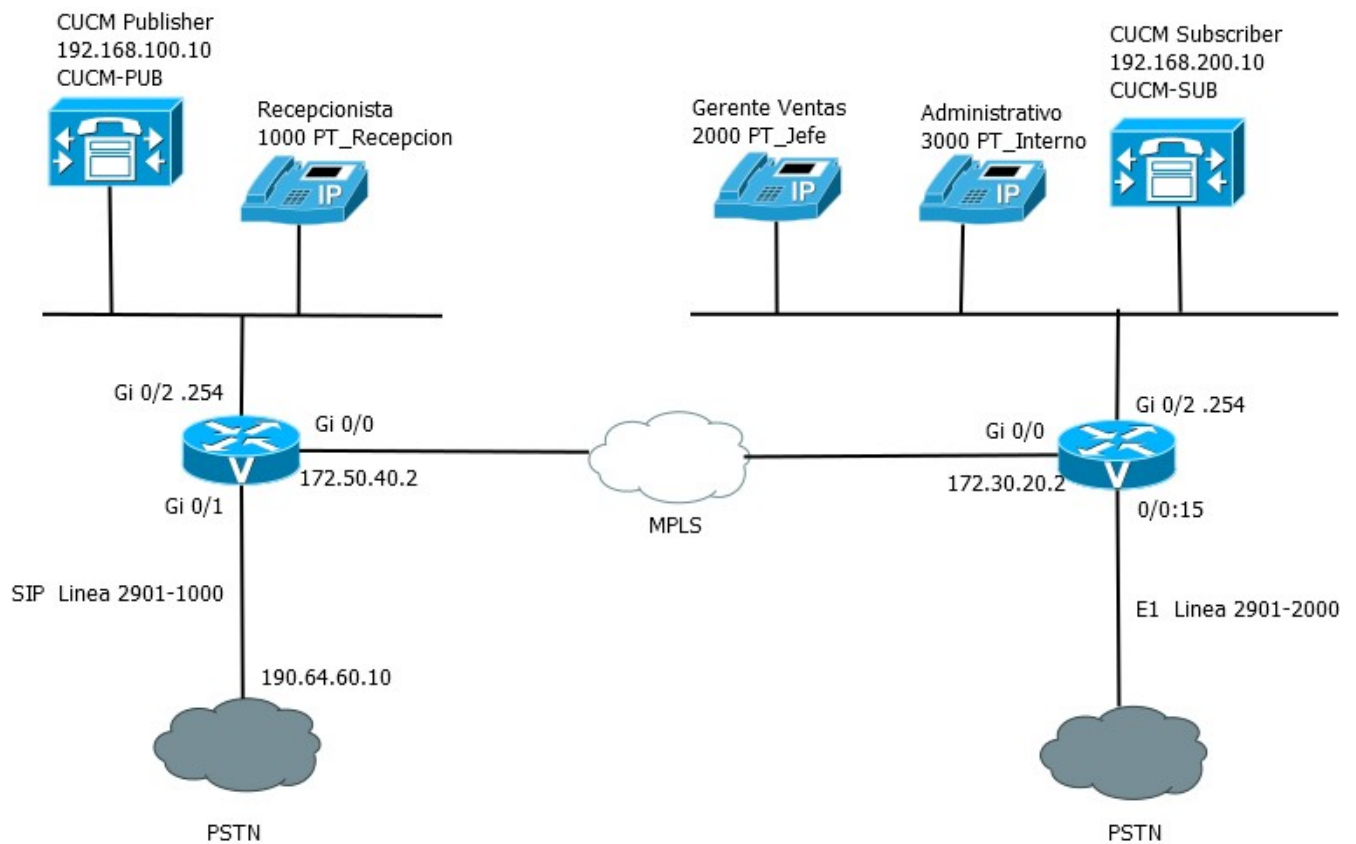 CUCM Publisher
192.168.100.10
CUCM-PUB
Recepcionista
1000 PT_Recepcion
IP
Gerente Ventas
2000 PT_Jefe
IP
Administrativo
3000 PT_Interno
IP
CUCM Subscriber
192.168.200.10
CUCM-SUB
Gi 0/2 .254
Gi 0/0
V
172.50.40.2
Gi 0/1
MPLS
Gi 0/2 .254
Gi 0/0
V
172.30.20.2
0/0:15
SIP Linea 2901-1000
E1 Linea 2901-2000
190.64.60.10
PSTN
PSTN